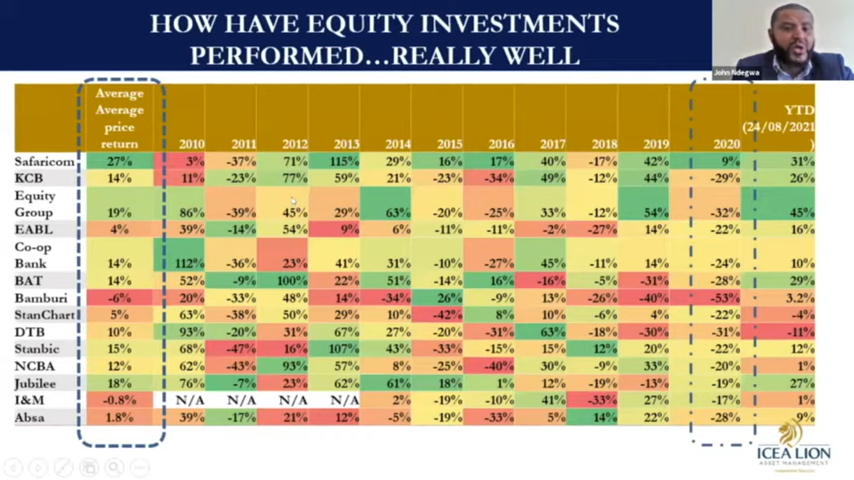 HOW HAVE EQUITY INVESTMENTS
PERFORMED...REALLY WELL
John Ndegwa
Average
Average
price
return 2010 2011 2012 2013 2014 2015 2016 2017 2018 2019 2020 YTD (24/08/2021 )
Safaricom 27% 3% -37% 71% 115% 29% 16% 17% 40% -17% 42% 9% 31%
KCB 14% 11% -23% 77% 59% 21% -23% -34% 49% -12% 44% -29% 26%
Equity
Group 19% 86% -39% 45% 29% 63% -20% -25% 33% -12% 54% -32% 45%
EABL 4% 39% -14% 54% 9% 6% -11% -11% -2% -27% 14% -22% 16%
Co-op
Bank 14% 112% -36% 23% 41% 31% -10% -27% 45% -11% 14% -24% 10%
BAT 14% 52% -9% 100% 22% 51% -14% 16% -16% -5% -31% -28% 29%
Bamburi -6% 20% -33% 48% 14% -34% 26% -9% 13% -26% -40% -53% 3.2%
StanChart 5% 63% -38% 50% 29% 10% -42% 8% 10% -6% 4% -22% -4%
DTB 10% 93% -20% 31% 67% 27% -20% -31% 63% -18% -30% -31% -11%
Stanbic 15% 68% -47% 16% 107% 43% -33% -15% 15% 12% 20% -22% 12%
NCBA 12% 62% -43% 93% 57% 8% -25% -40% 30% -9% 33% -20% 1%
Jubilee 18% 76% -7% 23% 62% 61% 18% 1% 12% -19% -13% -19% 27%
I&M -0.8% N/A N/A N/A N/A 2% -19% -10% 41% -33% 27% -17% 1%
Absa 1.8% 39% -17% 21% 12% -5% -19% -33% 5% 14% 22% -28% 9%
ICEA LION
ASSET MANAGEMENT